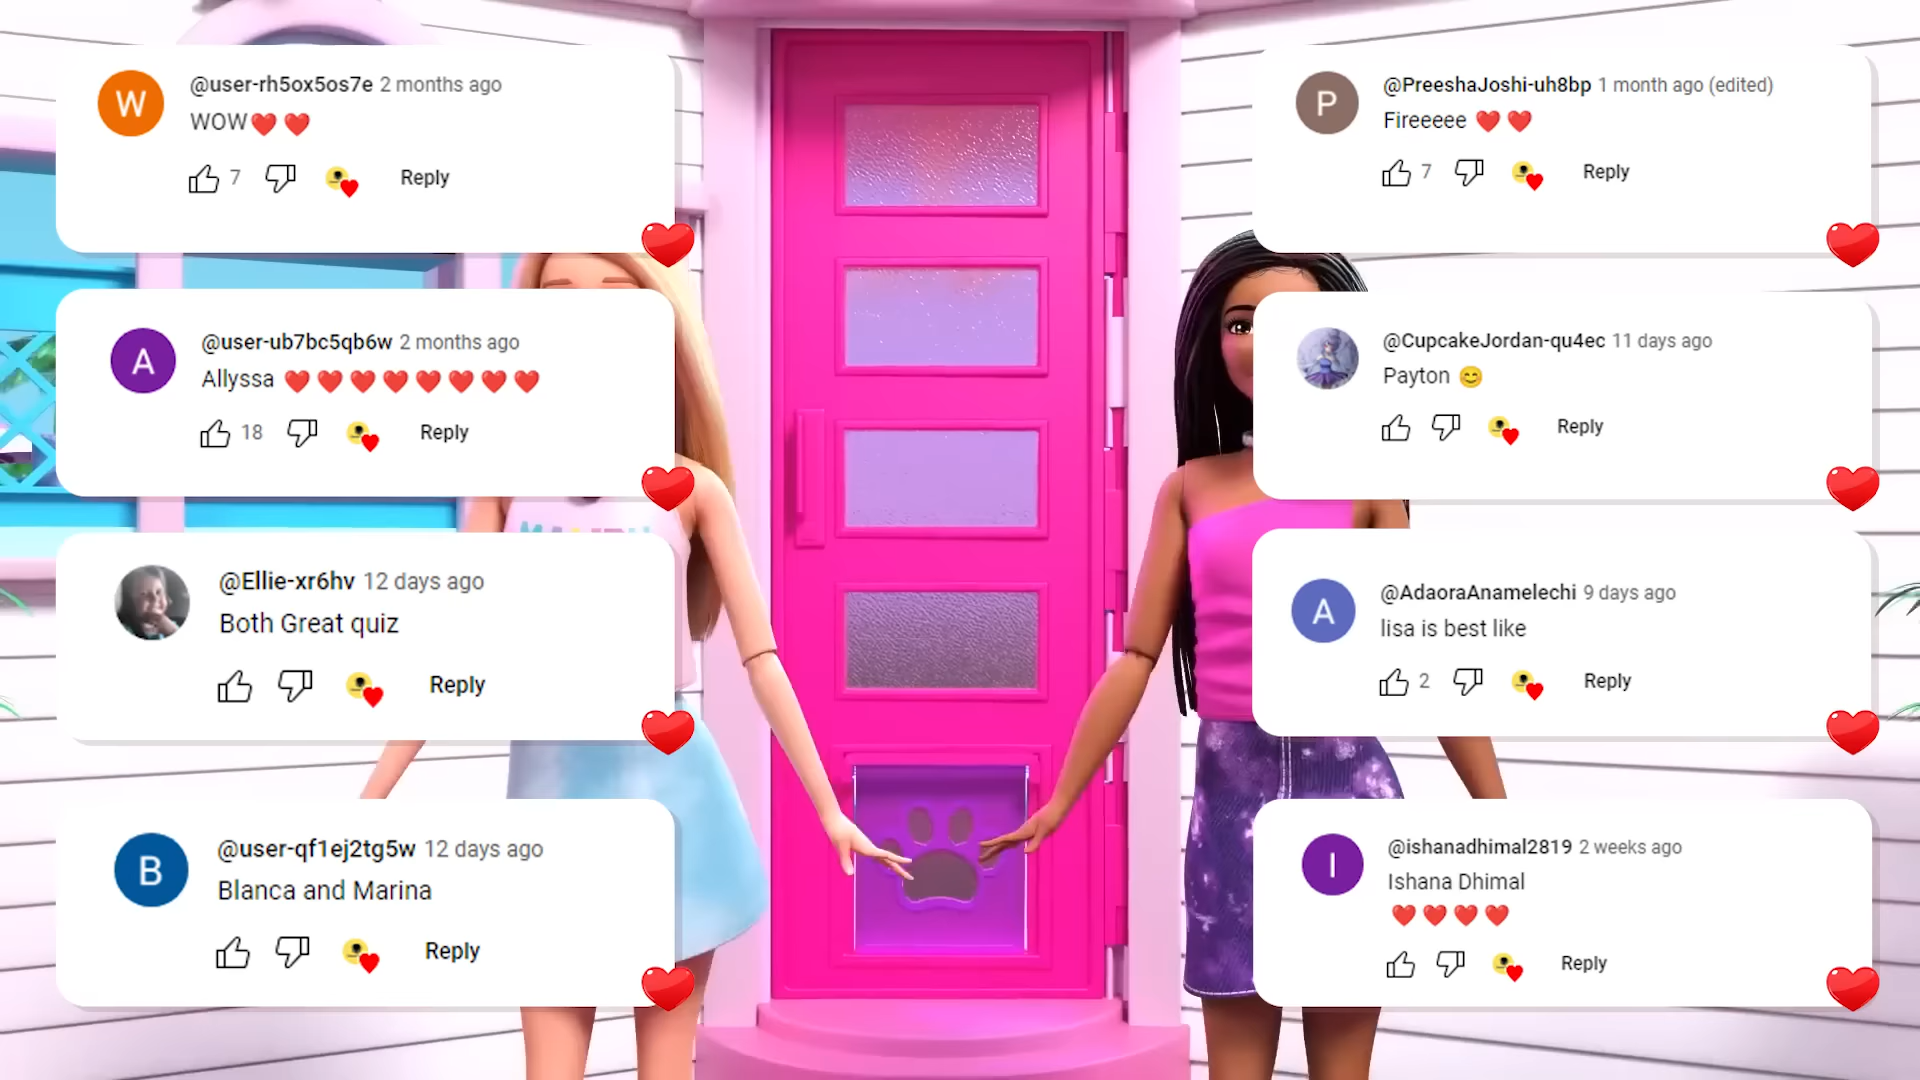 @user-rh5ox5os7e 2 months ago
W
WOW❤️ ❤️
7
Reply
@user-ub7bc5qb6w 2 months ago
A
Allyssa ❤️ ❤️ ❤️ ❤️ ❤️ ❤️ ❤️ ❤️
18
Reply
@Ellie-xr6hv 12 days ago
Both Great quiz
Reply
@user-qf1ej2tg5w 12 days ago
B
Blanca and Marina
Reply
@PreeshaJoshi-uh8bp 1 month ago (edited)
P
Fireeeee ❤️ ❤️
7
Reply
@CupcakeJordan-qu4ec 11 days ago
Payton 😊
Reply
@AdaoraAnamelechi 9 days ago
A
lisa is best like
2
Reply
@ishanadhimal2819 2 weeks ago
I
Ishana Dhimal
❤️ ❤️ ❤️ ❤️
Reply